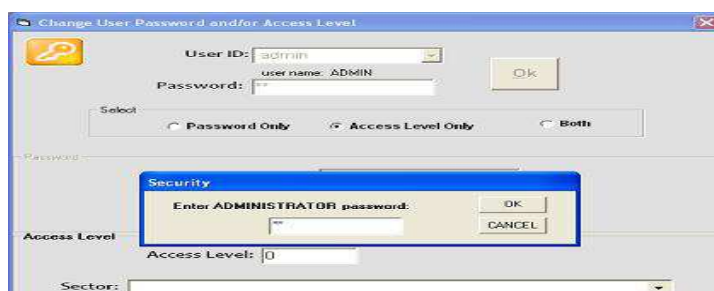 Change User Password and/or Access Level
User ID: admin
user name: ADMIN
Ok
Password: **
Select
Password Only Access Level Only Both
Password
Security
Enter ADMINISTRATOR password:
OK
**
CANCEL
Access Level
Access Level: 0
Sector: